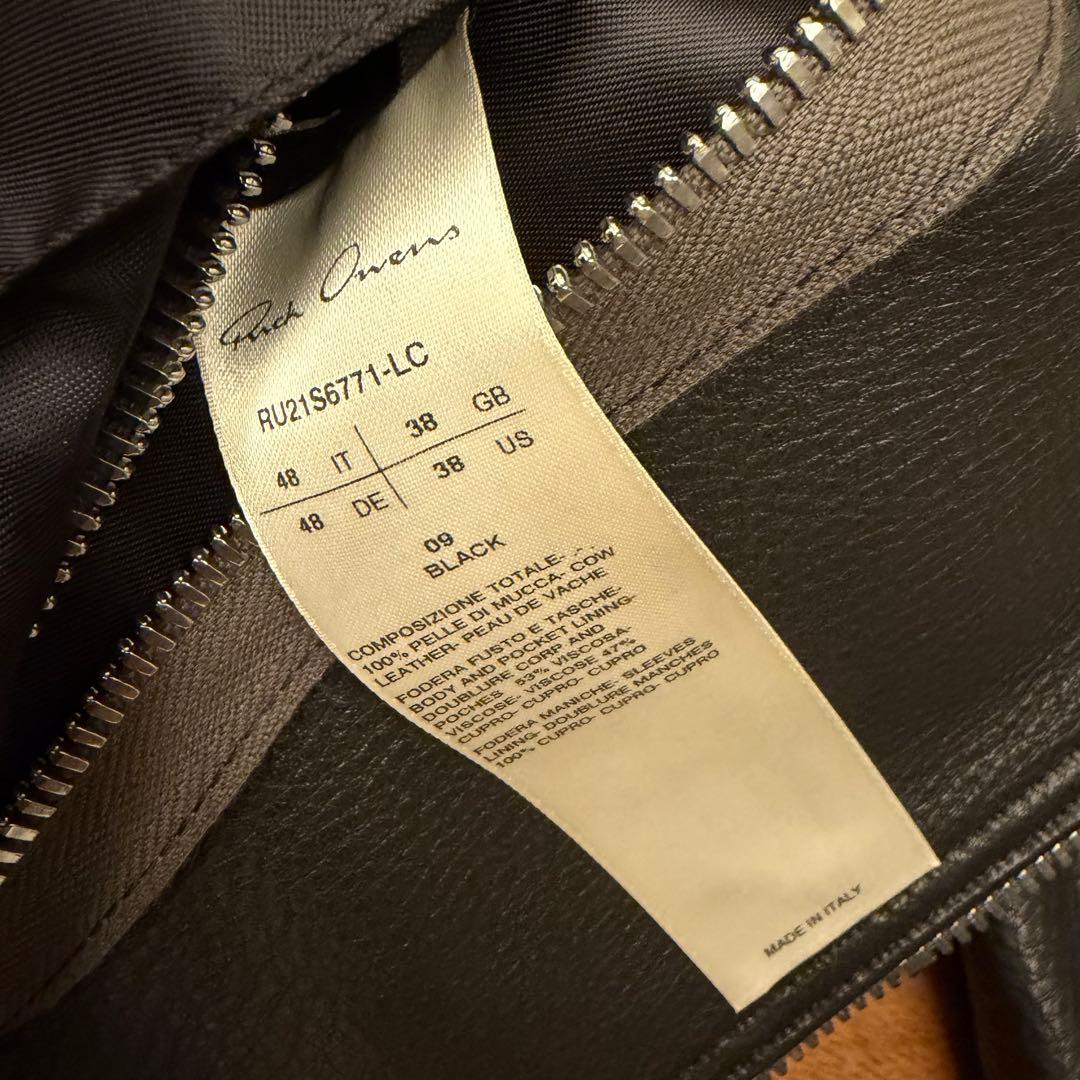 Rick Owens
RU21S6771-LC
48 IT 38 GB
48 DE 38 US
09
BLACK
COMPOSIZIONE TOTALE-
100% PELLE DI MUCCA- COW
LEATHER- PEAU DE VACHE
FODERA FUSTO E TASCHE-
BODY AND POCKET LINING-
DOUBLURE CORP AND
POCHES 53% VISCOSA-
VISCOSE- VISCOSE 47%
CUPRO- CUPRO- CUPRO
FODERA MANICHE- SLEEVES
LINING- DOUBLURE MANCHES
100% CUPRO- CUPRO- CUPRO
MADE IN ITALY